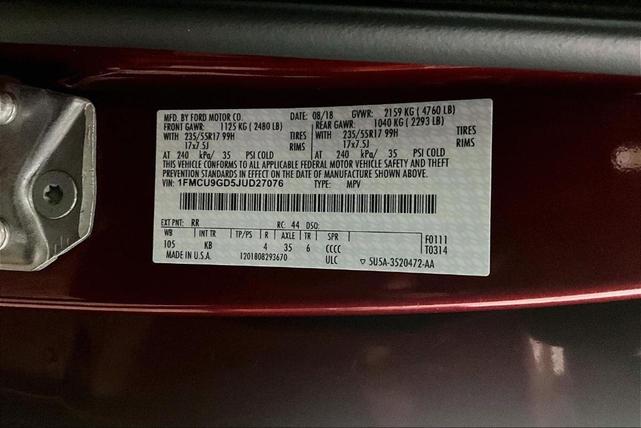 MFD. BY FORD MOTOR CO. DATE: 08/18 GVWR: 2159 KG ( 4760 LB)
FRONT GAWR: 1125 KG ( 2480 LB) REAR GAWR: 1040 KG ( 2293 LB)
WITH 235/55R17 99H TIRES WITH 235/55R17 99H TIRES
17x7.5J RIMS 17x7.5J RIMS
AT 240 kPa/ 35 PSI COLD AT 240 kPa/ 35 PSI COLD
THIS VEHICLE CONFORMS TO ALL APPLICABLE FEDERAL MOTOR VEHICLE SAFETY AND THEFT
PREVENTION STANDARDS IN EFFECT ON THE DATE OF MANUFACTURE SHOWN ABOVE.
VIN: 1FMCU9GD5JUD27076 TYPE: MPV
EXT PNT: RR RC: 44 DSO:
WB INT TR TP/PS R AXLE TR SPR F0111
105 KB 4 35 6 CCCC T0314
MADE IN U.S.A. 1201808293670 ULC ▽ 5U5A-3520472-AA